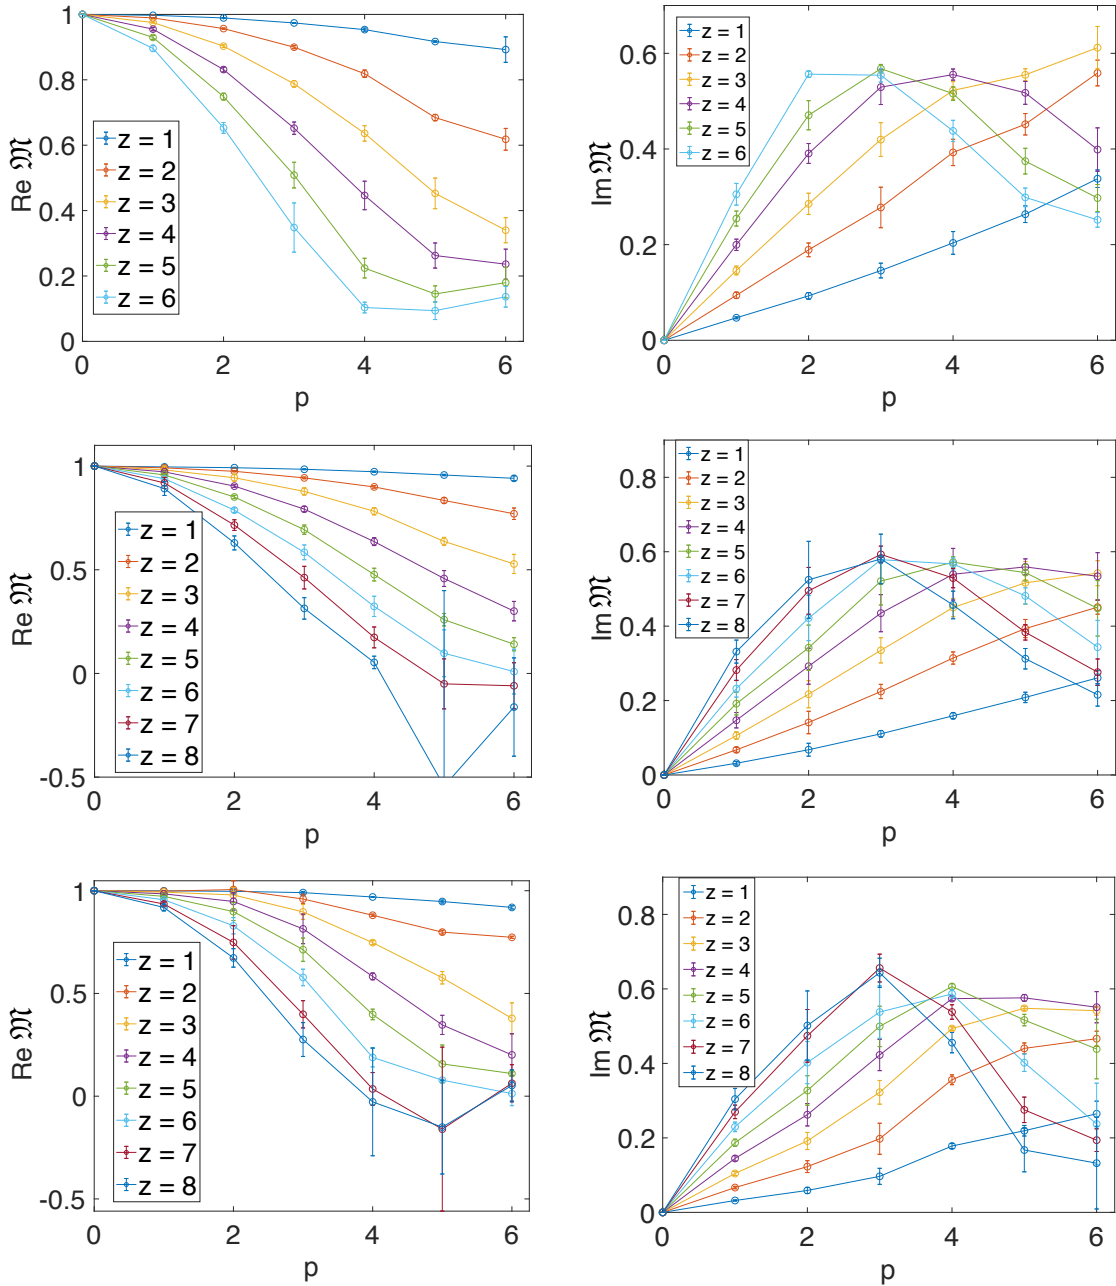 1
0.8
0.6
0.4
0.2
0
Re 𝔐
z = 1
z = 2
z = 3
z = 4
z = 5
z = 6
0 2 4 6
p
0.6
0.4
0.2
0
Im 𝔐
z = 1
z = 2
z = 3
z = 4
z = 5
z = 6
0 2 4 6
p
1
0.5
0
-0.5
Re 𝔐
z = 1
z = 2
z = 3
z = 4
z = 5
z = 6
z = 7
z = 8
0 2 4 6
p
0.8
0.6
0.4
0.2
0
Im 𝔐
z = 1
z = 2
z = 3
z = 4
z = 5
z = 6
z = 7
z = 8
0 2 4 6
p
1
0.5
0
-0.5
Re 𝔐
z = 1
z = 2
z = 3
z = 4
z = 5
z = 6
z = 7
z = 8
0 2 4 6
p
0.8
0.6
0.4
0.2
0
Im 𝔐
z = 1
z = 2
z = 3
z = 4
z = 5
z = 6
z = 7
z = 8
0 2 4 6
p